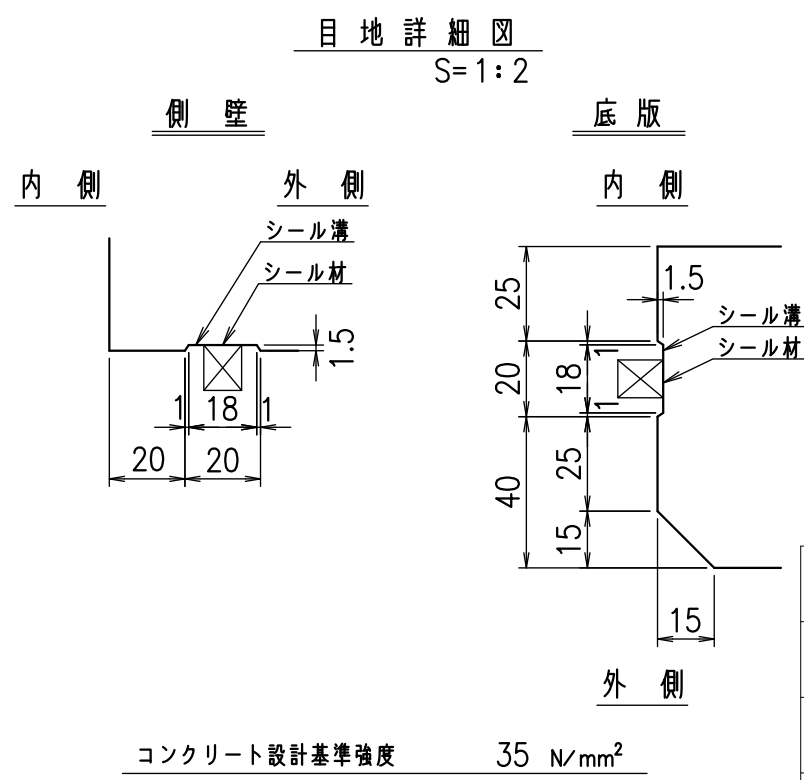 目地詳細図
S=1:2
側壁
内側
外側
シール溝
シール材
1.5
1
18
1
20
20
底版
内側
25
1.5
シール溝
シール材
20
1
18
1
40
25
15
15
外側
コンクリート設計基準強度 35 N/mm²